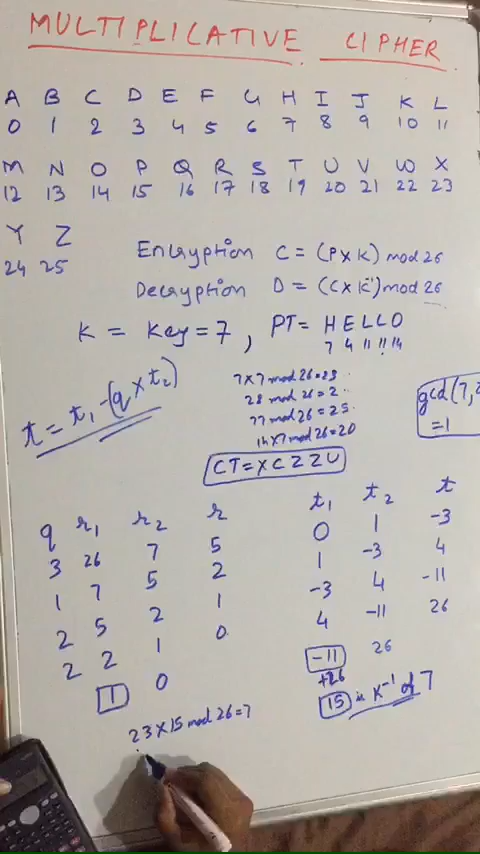 MULTIPLICATIVE CIPHER
A B C D E F G H I J K L
0 1 2 3 4 5 6 7 8 9 10 11
M N O P Q R S T U V W X
12 13 14 15 16 17 18 19 20 21 22 23
Y Z
24 25
Encryption C = (P X K) mod 26
Decryption D = (C X K⁻¹) mod 26
K = Key = 7, PT = HELLO
7 4 11 11 14
t = t₁ - (q x t₂)
7 x 7 mod 26 = 23
28 mod 26 = 2
77 mod 26 = 25
14 x 7 mod 26 = 20
gcd(7,2
=1
CT = XCZZU
q r₁ r₂ r t₁ t₂ t
3 26 7 5 0 1 -3
1 7 5 2 1 -3 4
2 5 2 1 -3 4 -11
2 2 1 0 4 -11 26
1 0 -11 26
+26
15 is K⁻¹ of 7
23 X 15 mod 26 = 7